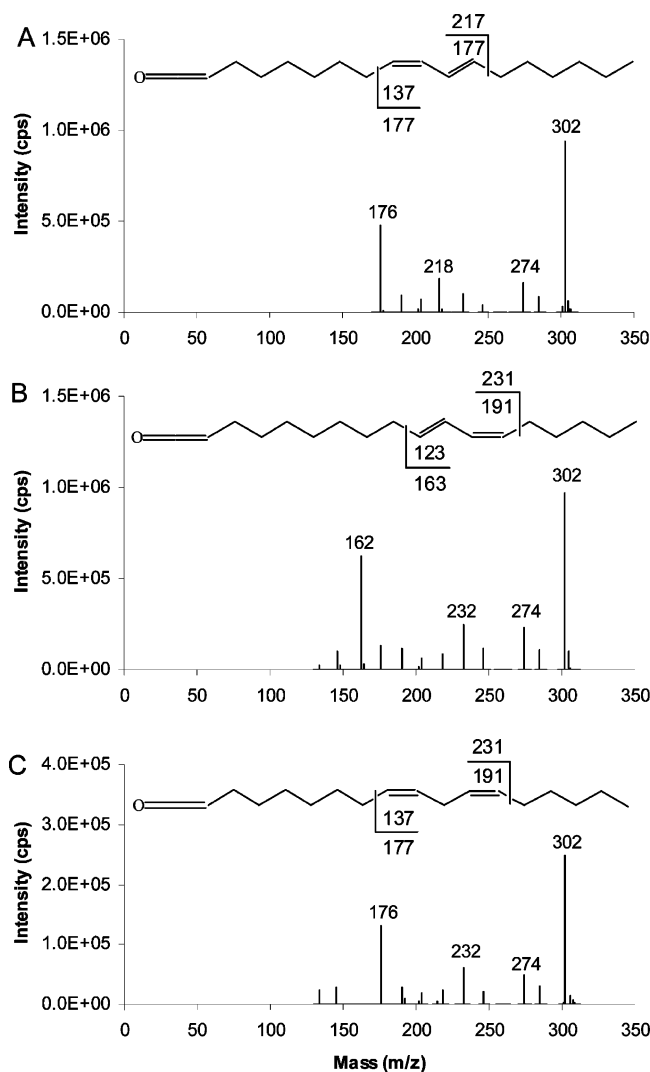 A
217
177
O
137
177
1.5E+06
1.0E+06
5.0E+05
0.0E+00
Intensity (cps)
176
218
274
302
0 50 100 150 200 250 300 350
B
231
191
O
123
163
1.5E+06
1.0E+06
5.0E+05
0.0E+00
Intensity (cps)
162
232
274
302
0 50 100 150 200 250 300 350
C
231
191
O
137
177
4.0E+05
3.0E+05
2.0E+05
1.0E+05
0.0E+00
Intensity (cps)
176
232
274
302
0 50 100 150 200 250 300 350
Mass (m/z)